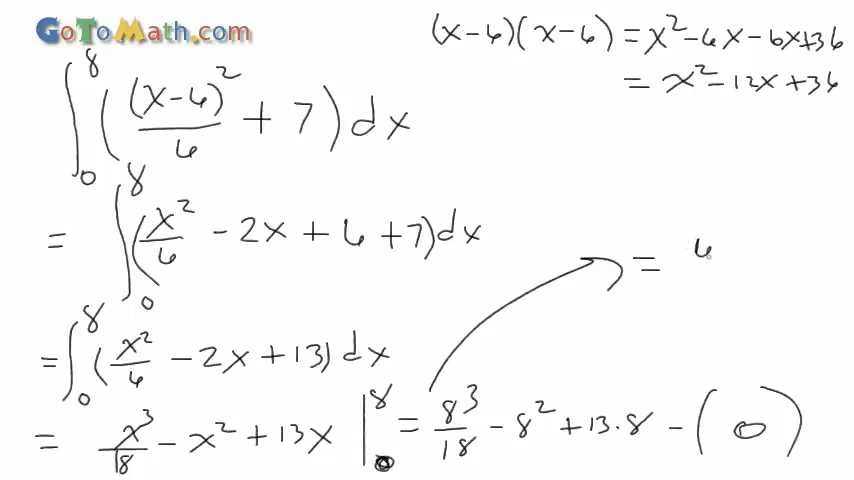 GoToMath.com
(x-6)(x-6) = x²-6x-6x+36
= x²-12x+36
∫₀⁸ ((x-6)²/6 + 7) dx
= ∫₀⁸ (x²/6 - 2x + 6 + 7) dx
= 6
= ∫₀⁸ (x²/6 - 2x + 13) dx
= x³/18 - x² + 13x |₀⁸ = 8³/18 - 8² + 13·8 - (0)